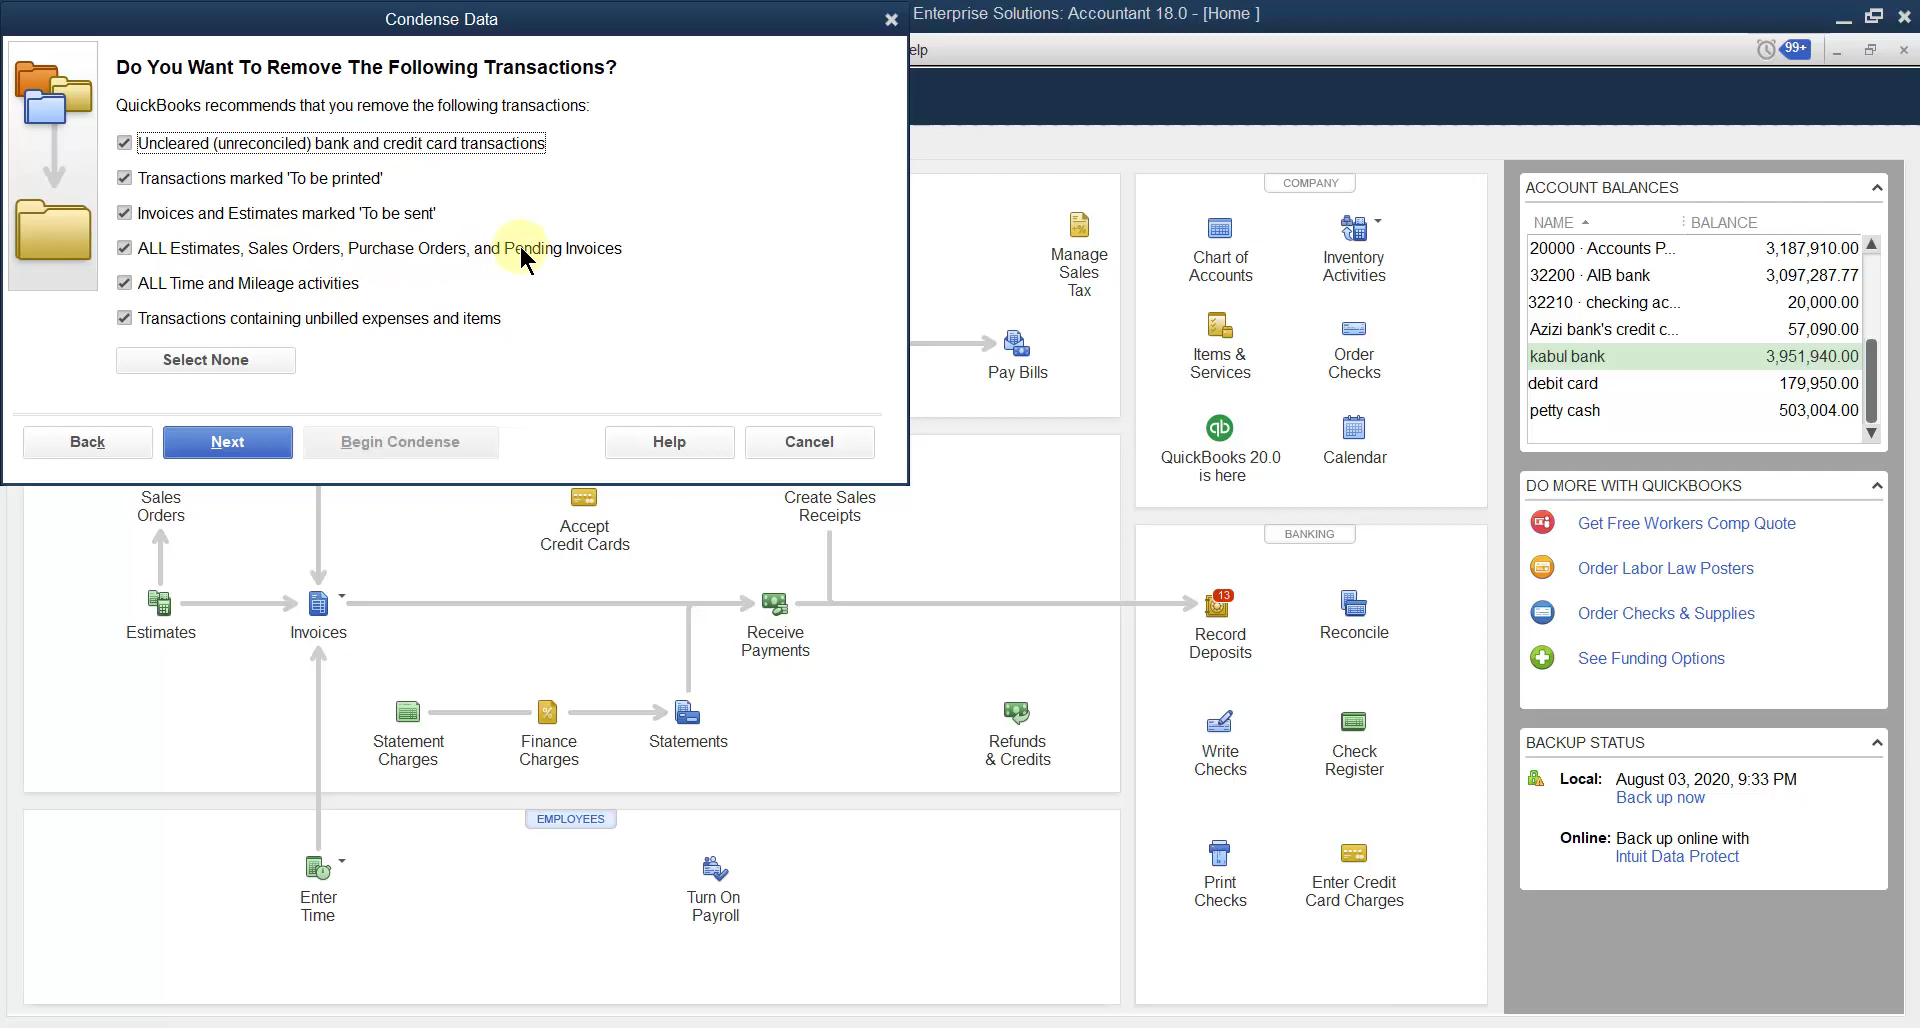 Condense Data
Enterprise Solutions: Accountant 18.0 - [Home ]
elp
99+
Do You Want To Remove The Following Transactions?
QuickBooks recommends that you remove the following transactions:
Uncleared (unreconciled) bank and credit card transactions
Transactions marked 'To be printed'
Invoices and Estimates marked 'To be sent'
ALL Estimates, Sales Orders, Purchase Orders, and Pending Invoices
ALL Time and Mileage activities
Transactions containing unbilled expenses and items
Select None
Back
Next
Begin Condense
Help
Cancel
Manage
Sales
Tax
Pay Bills
Sales
Orders
Accept
Credit Cards
Create Sales
Receipts
Estimates
Invoices
Receive
Payments
Statement
Charges
Finance
Charges
Statements
Refunds
& Credits
EMPLOYEES
Enter
Time
Turn On
Payroll
COMPANY
Chart of
Accounts
Inventory
Activities
Items &
Services
Order
Checks
qb
QuickBooks 20.0
is here
Calendar
BANKING
13
Record
Deposits
Reconcile
Write
Checks
Check
Register
Print
Checks
Enter Credit
Card Charges
ACCOUNT BALANCES
NAME BALANCE
20000 · Accounts P... 3,187,910.00
32200 · AIB bank 3,097,287.77
32210 · checking ac... 20,000.00
Azizi bank's credit c... 57,090.00
kabul bank 3,951,940.00
debit card 179,950.00
petty cash 503,004.00
DO MORE WITH QUICKBOOKS
Get Free Workers Comp Quote
Order Labor Law Posters
Order Checks & Supplies
See Funding Options
BACKUP STATUS
Local: August 03, 2020, 9:33 PM
Back up now
Online: Back up online with
Intuit Data Protect